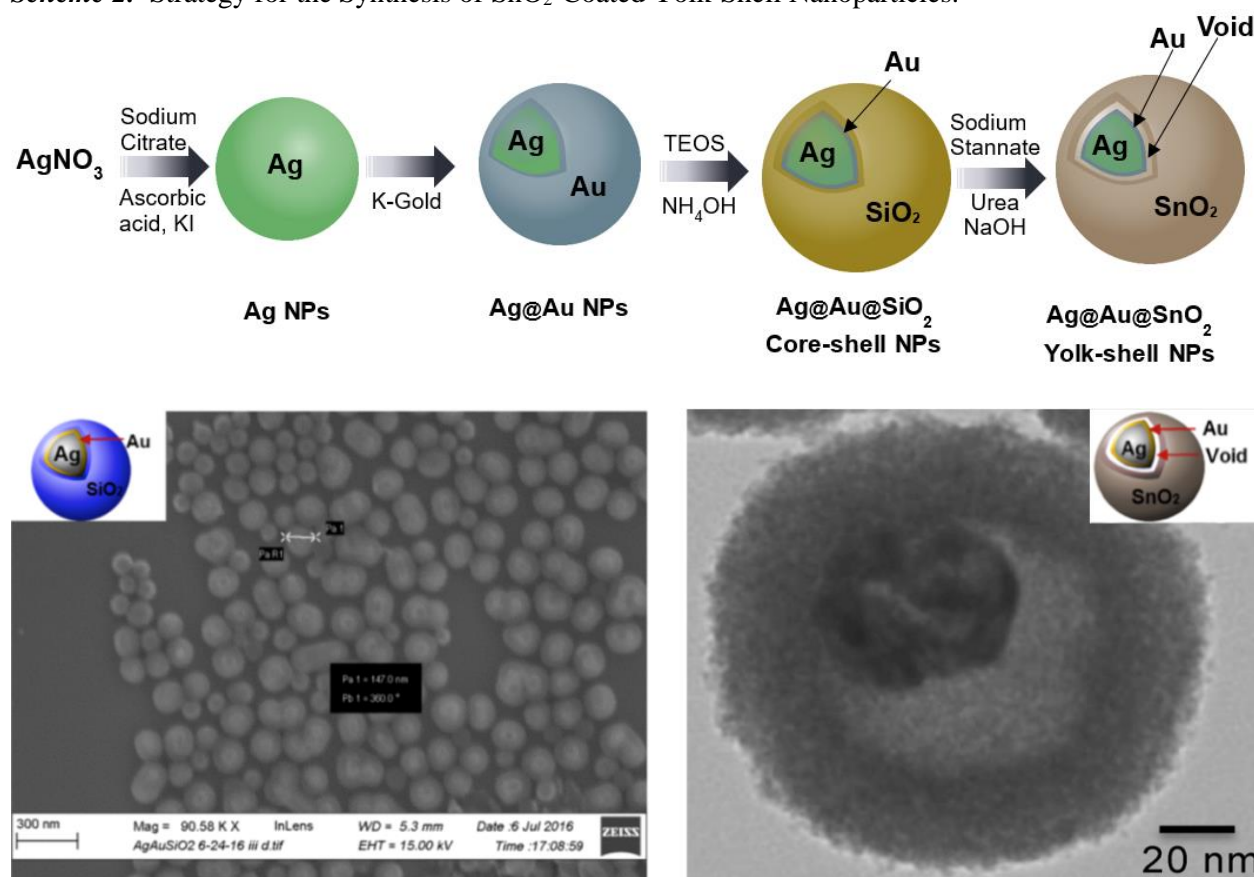 Scheme 2: Strategy for the Synthesis of SnO2 Coated Yolk Shell Nanoparticles.
AgNO3
Sodium
Citrate
Ascorbic
acid, KI
Ag
Ag NPs
K-Gold
Ag
Au
Ag@Au NPs
TEOS
NH4OH
Au
Ag
SiO2
Ag@Au@SiO2
Core-shell NPs
Sodium
Stannate
Urea
NaOH
Au
Void
Ag
SnO2
Ag@Au@SnO2
Yolk-shell NPs
Au
Ag
SiO2
Pa 1
Pa R1
Pa 1 = 147.0 nm
Pb 1 = 360.0 °
300 nm
Mag = 90.58 K X InLens WD = 5.3 mm Date :6 Jul 2016
AgAuSiO2 6-24-16 iii d.tif EHT = 15.00 kV Time :17:08:59
ZEISS
Au
Ag
Void
SnO2
20 nm